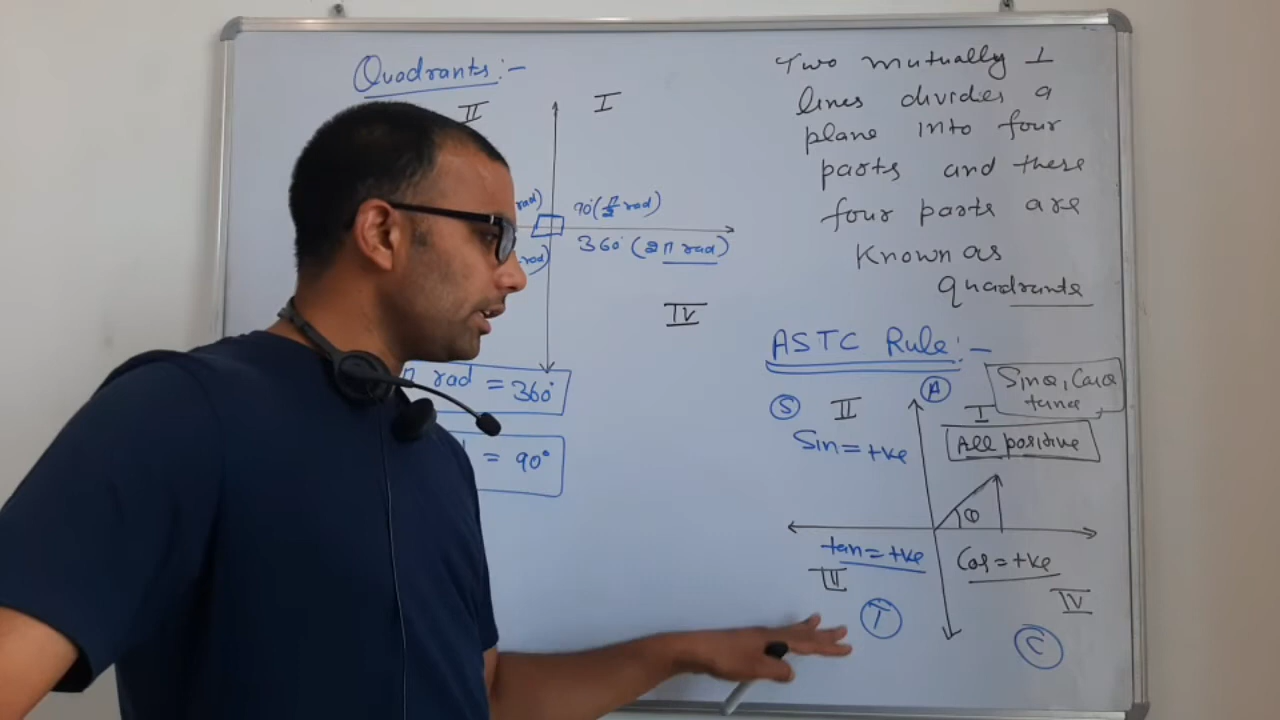 Quadrants:-
II
I
rad)
90°(π/2 rad)
360° (2π rad)
rad)
IV
π rad = 360°
= 90°
Two mutually ⊥
lines divides a
plane into four
parts and these
four parts are
Known as
quadrants
ASTC Rule:-
A
Sinθ, Cosθ
tanθ,
S
II
I
Sin = +ve
All positive
θ
tan = +ve
Cos = +ve
III
IV
T
C